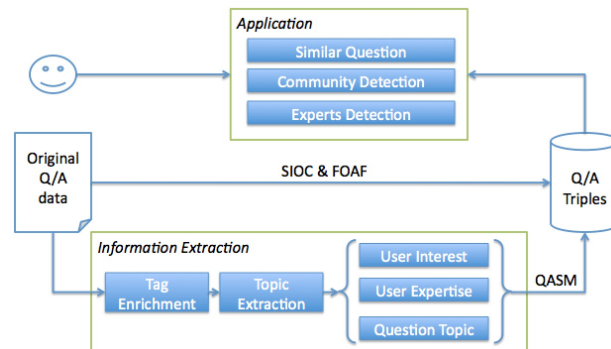 Application
Similar Question
Community Detection
Experts Detection
Original
Q/A
data
SIOC & FOAF
Q/A
Triples
Information Extraction
Tag
Enrichment
Topic
Extraction
User Interest
User Expertise
Question Topic
QASM